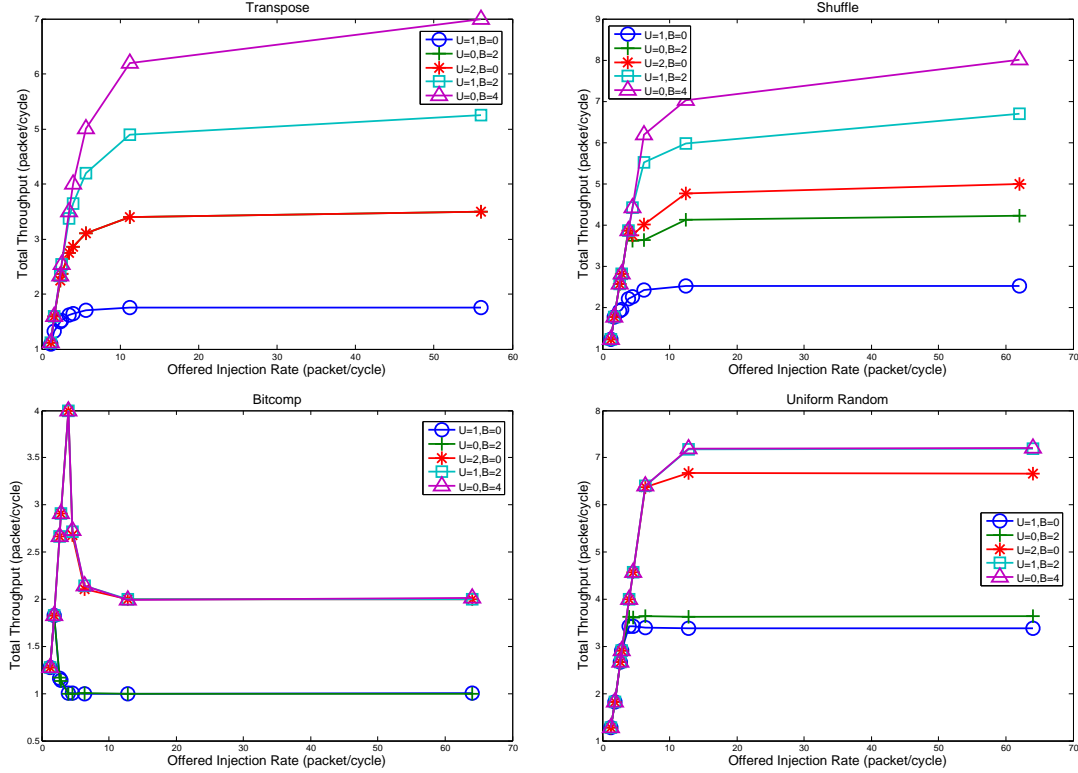 Transpose
Total Throughput (packet/cycle)
7
6
5
4
3
2
1
0 10 20 30 40 50 60
Offered Injection Rate (packet/cycle)
U=1,B=0
U=0,B=2
U=2,B=0
U=1,B=2
U=0,B=4
Shuffle
Total Throughput (packet/cycle)
9
8
7
6
5
4
3
2
1
0 10 20 30 40 50 60 70
Offered Injection Rate (packet/cycle)
U=1,B=0
U=0,B=2
U=2,B=0
U=1,B=2
U=0,B=4
Bitcomp
Total Throughput (packet/cycle)
4
3.5
3
2.5
2
1.5
1
0.5
0 10 20 30 40 50 60 70
Offered Injection Rate (packet/cycle)
U=1,B=0
U=0,B=2
U=2,B=0
U=1,B=2
U=0,B=4
Uniform Random
Total Throughput (packet/cycle)
8
7
6
5
4
3
2
1
0 10 20 30 40 50 60 70
Offered Injection Rate (packet/cycle)
U=1,B=0
U=0,B=2
U=2,B=0
U=1,B=2
U=0,B=4